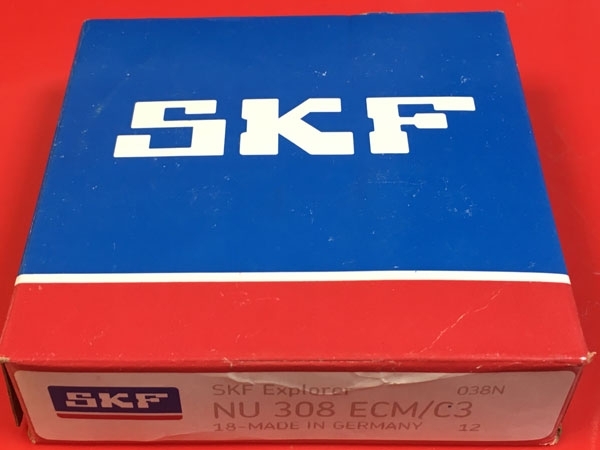 SKF
SKF
SKF Explorer 038N
NU 308 ECM/C3
18-MADE IN GERMANY 12